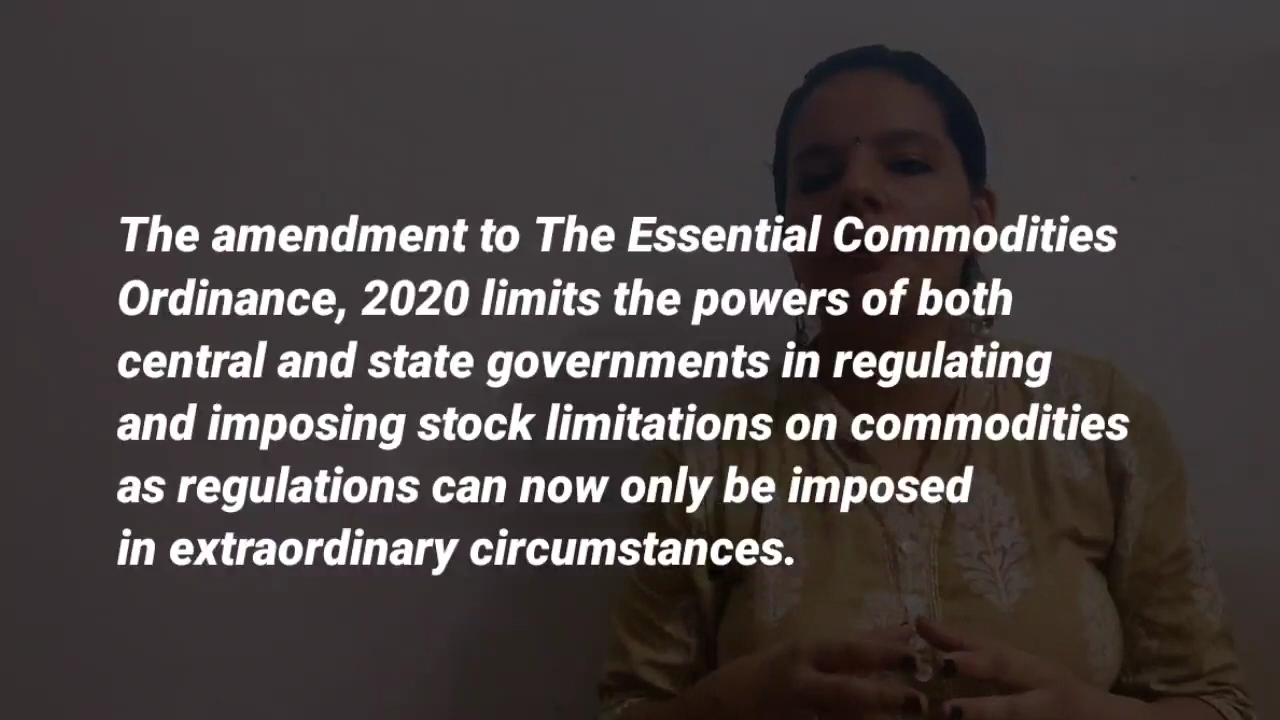 The amendment to The Essential Commodities
Ordinance, 2020 limits the powers of both
central and state governments in regulating
and imposing stock limitations on commodities
as regulations can now only be imposed
in extraordinary circumstances.